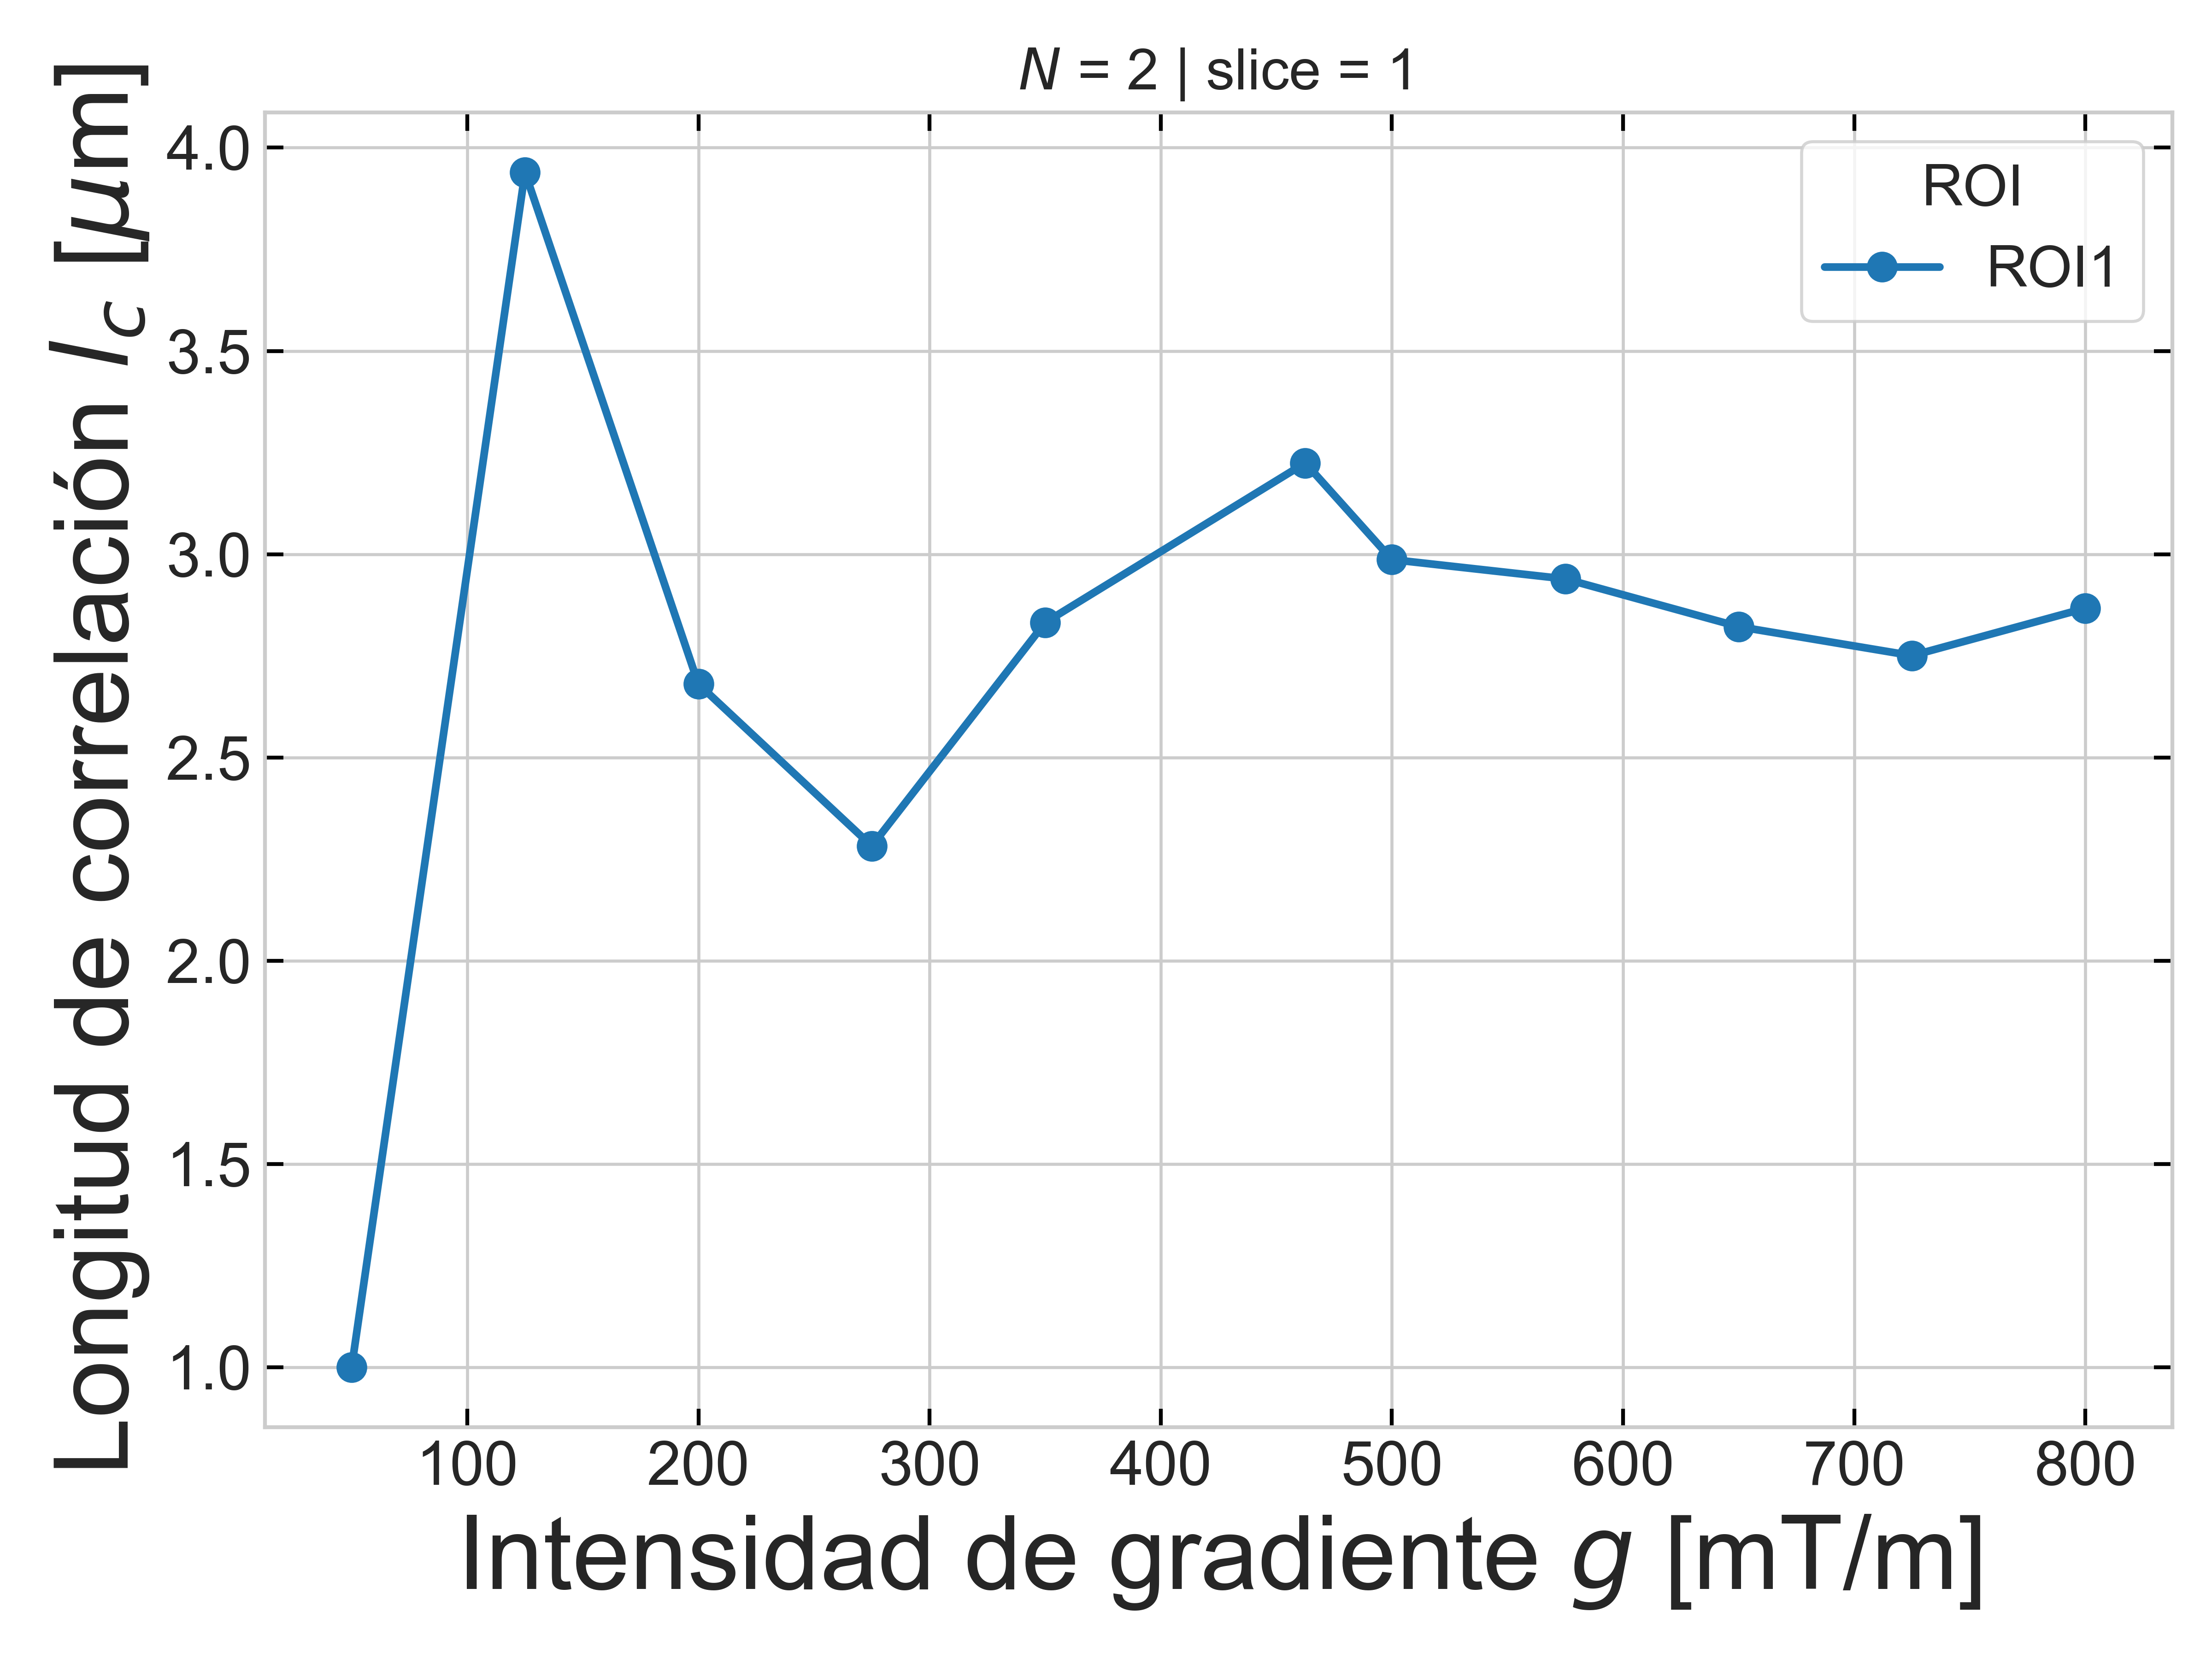 N = 2 | slice = 1
Longitud de correlación l_c [μm]
4.0
3.5
3.0
2.5
2.0
1.5
1.0
ROI
ROI1
100 200 300 400 500 600 700 800
Intensidad de gradiente g [mT/m]